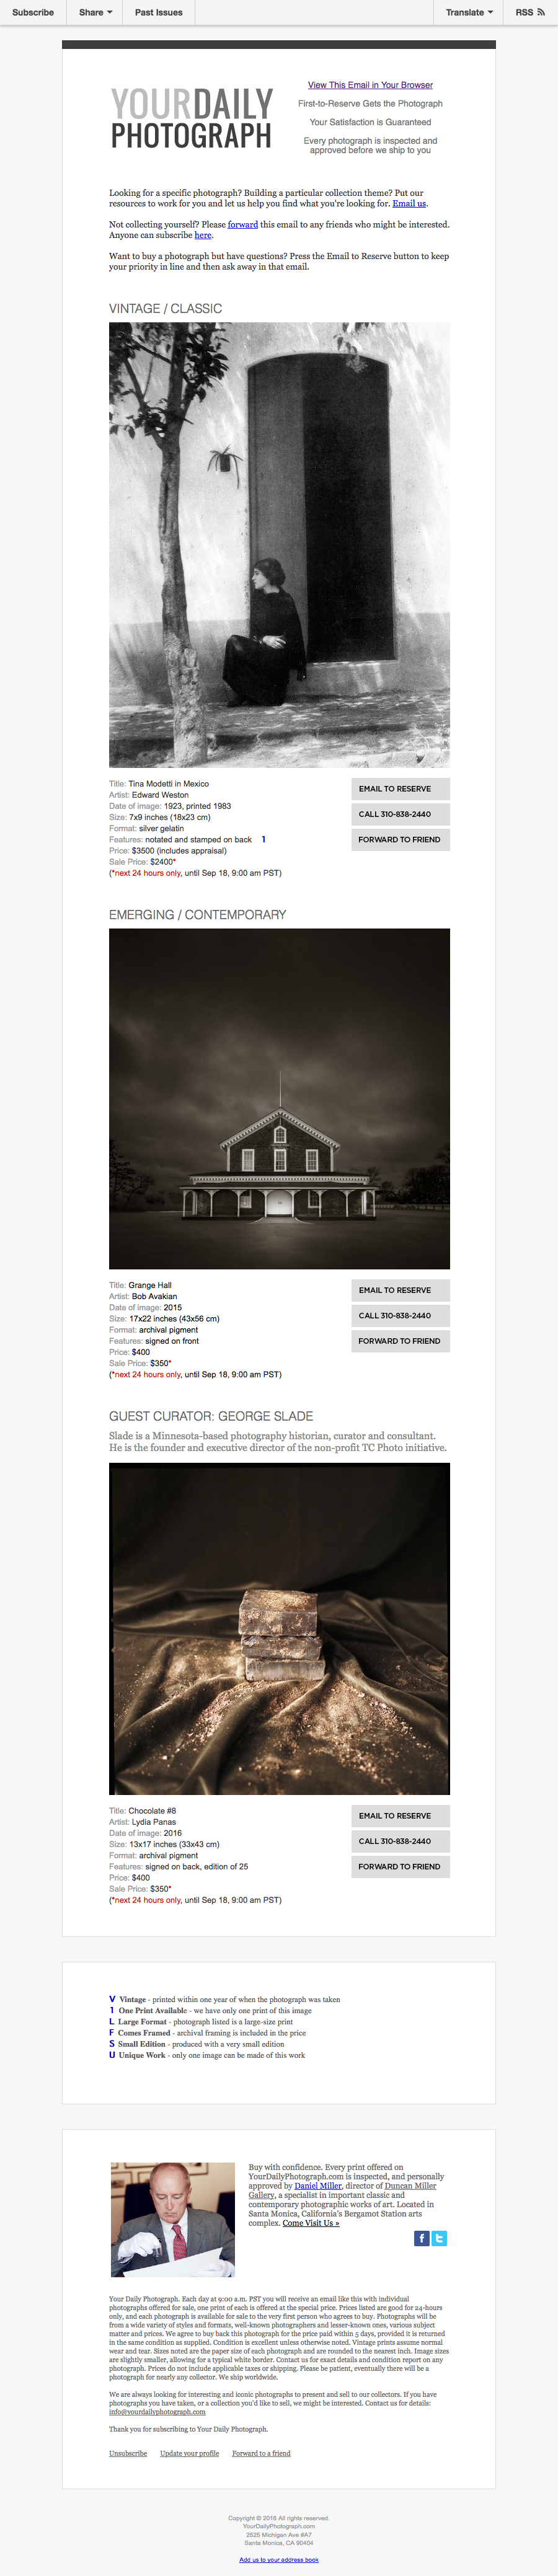 Subscribe Share Past Issues Translate RSS
YOURDAILY
PHOTOGRAPH
View This Email in Your Browser
First-to-Reserve Gets the Photograph
Your Satisfaction is Guaranteed
Every photograph is inspected and
approved before we ship to you
Looking for a specific photograph? Building a particular collection theme? Put our
resources to work for you and let us help you find what you're looking for. Email us.
Not collecting yourself? Please forward this email to any friends who might be interested.
Anyone can subscribe here.
Want to buy a photograph but have questions? Press the Email to Reserve button to keep
your priority in line and then ask away in that email.
VINTAGE / CLASSIC
Title: Tina Modetti in Mexico
Artist: Edward Weston
Date of image: 1923, printed 1983
Size: 7x9 inches (18x23 cm)
Format: silver gelatin
Features: notated and stamped on back 1
Price: $3500 (includes appraisal)
Sale Price: $2400*
(*next 24 hours only, until Sep 18, 9:00 am PST)
EMAIL TO RESERVE
CALL 310-838-2440
FORWARD TO FRIEND
EMERGING / CONTEMPORARY
Title: Grange Hall
Artist: Bob Avakian
Date of image: 2015
Size: 17x22 inches (43x56 cm)
Format: archival pigment
Features: signed on front
Price: $400
Sale Price: $350*
(*next 24 hours only, until Sep 18, 9:00 am PST)
EMAIL TO RESERVE
CALL 310-838-2440
FORWARD TO FRIEND
GUEST CURATOR: GEORGE SLADE
Slade is a Minnesota-based photography historian, curator and consultant.
He is the founder and executive director of the non-profit TC Photo initiative.
Title: Chocolate #8
Artist: Lydia Panas
Date of image: 2016
Size: 13x17 inches (33x43 cm)
Format: archival pigment
Features: signed on back, edition of 25
Price: $400
Sale Price: $350*
(*next 24 hours only, until Sep 18, 9:00 am PST)
EMAIL TO RESERVE
CALL 310-838-2440
FORWARD TO FRIEND
V Vintage - printed within one year of when the photograph was taken
1 One Print Available - we have only one print of this image
L Large Format - photograph listed is a large-size print
F Comes Framed - archival framing is included in the price
S Small Edition - produced with a very small edition
U Unique Work - only one image can be made of this work
Buy with confidence. Every print offered on
YourDailyPhotograph.com is inspected, and personally
approved by Daniel Miller, director of Duncan Miller
Gallery, a specialist in important classic and
contemporary photographic works of art. Located in
Santa Monica, California's Bergamot Station arts
complex. Come Visit Us »
Your Daily Photograph. Each day at 9:00 a.m. PST you will receive an email like this with individual
photographs offered for sale, one print of each is offered at the special price. Prices listed are good for 24-hours
only, and each photograph is available for sale to the very first person who agrees to buy. Photographs will be
from a wide variety of styles and formats, well-known photographers and lesser-known ones, various subject
matter and prices. We agree to buy back this photograph for the price paid within 5 days, provided it is returned
in the same condition as supplied. Condition is excellent unless otherwise noted. Vintage prints assume normal
wear and tear. Sizes noted are the paper size of each photograph and are rounded to the nearest inch. Image sizes
are slightly smaller, allowing for a typical white border. Contact us for exact details and condition report on any
photograph. Prices do not include applicable taxes or shipping. Please be patient, eventually there will be a
photograph for nearly any collector. We ship worldwide.
We are always looking for interesting and iconic photographs to present and sell to our collectors. If you have
photographs you have taken, or a collection you'd like to sell, we might be interested. Contact us for details:
info@yourdailyphotograph.com
Thank you for subscribing to Your Daily Photograph.
Unsubscribe Update your profile Forward to a friend
Copyright © 2016 All rights reserved.
YourDailyPhotograph.com
2525 Michigan Ave #A7
Santa Monica, CA 90404
Add us to your address book